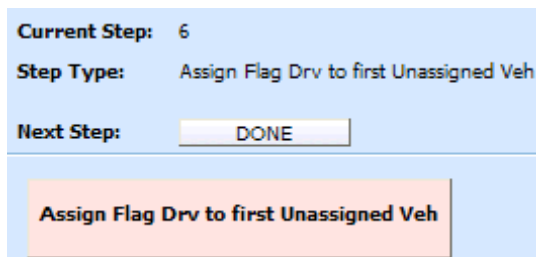 Current Step: 6
Step Type: Assign Flag Drv to first Unassigned Veh
Next Step: DONE
Assign Flag Drv to first Unassigned Veh